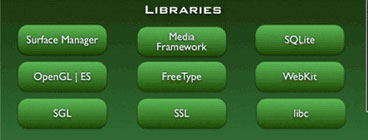 LIBRARIES
Surface Manager
Media
Framework
SQLite
OpenGL | ES
FreeType
WebKit
SGL
SSL
libc